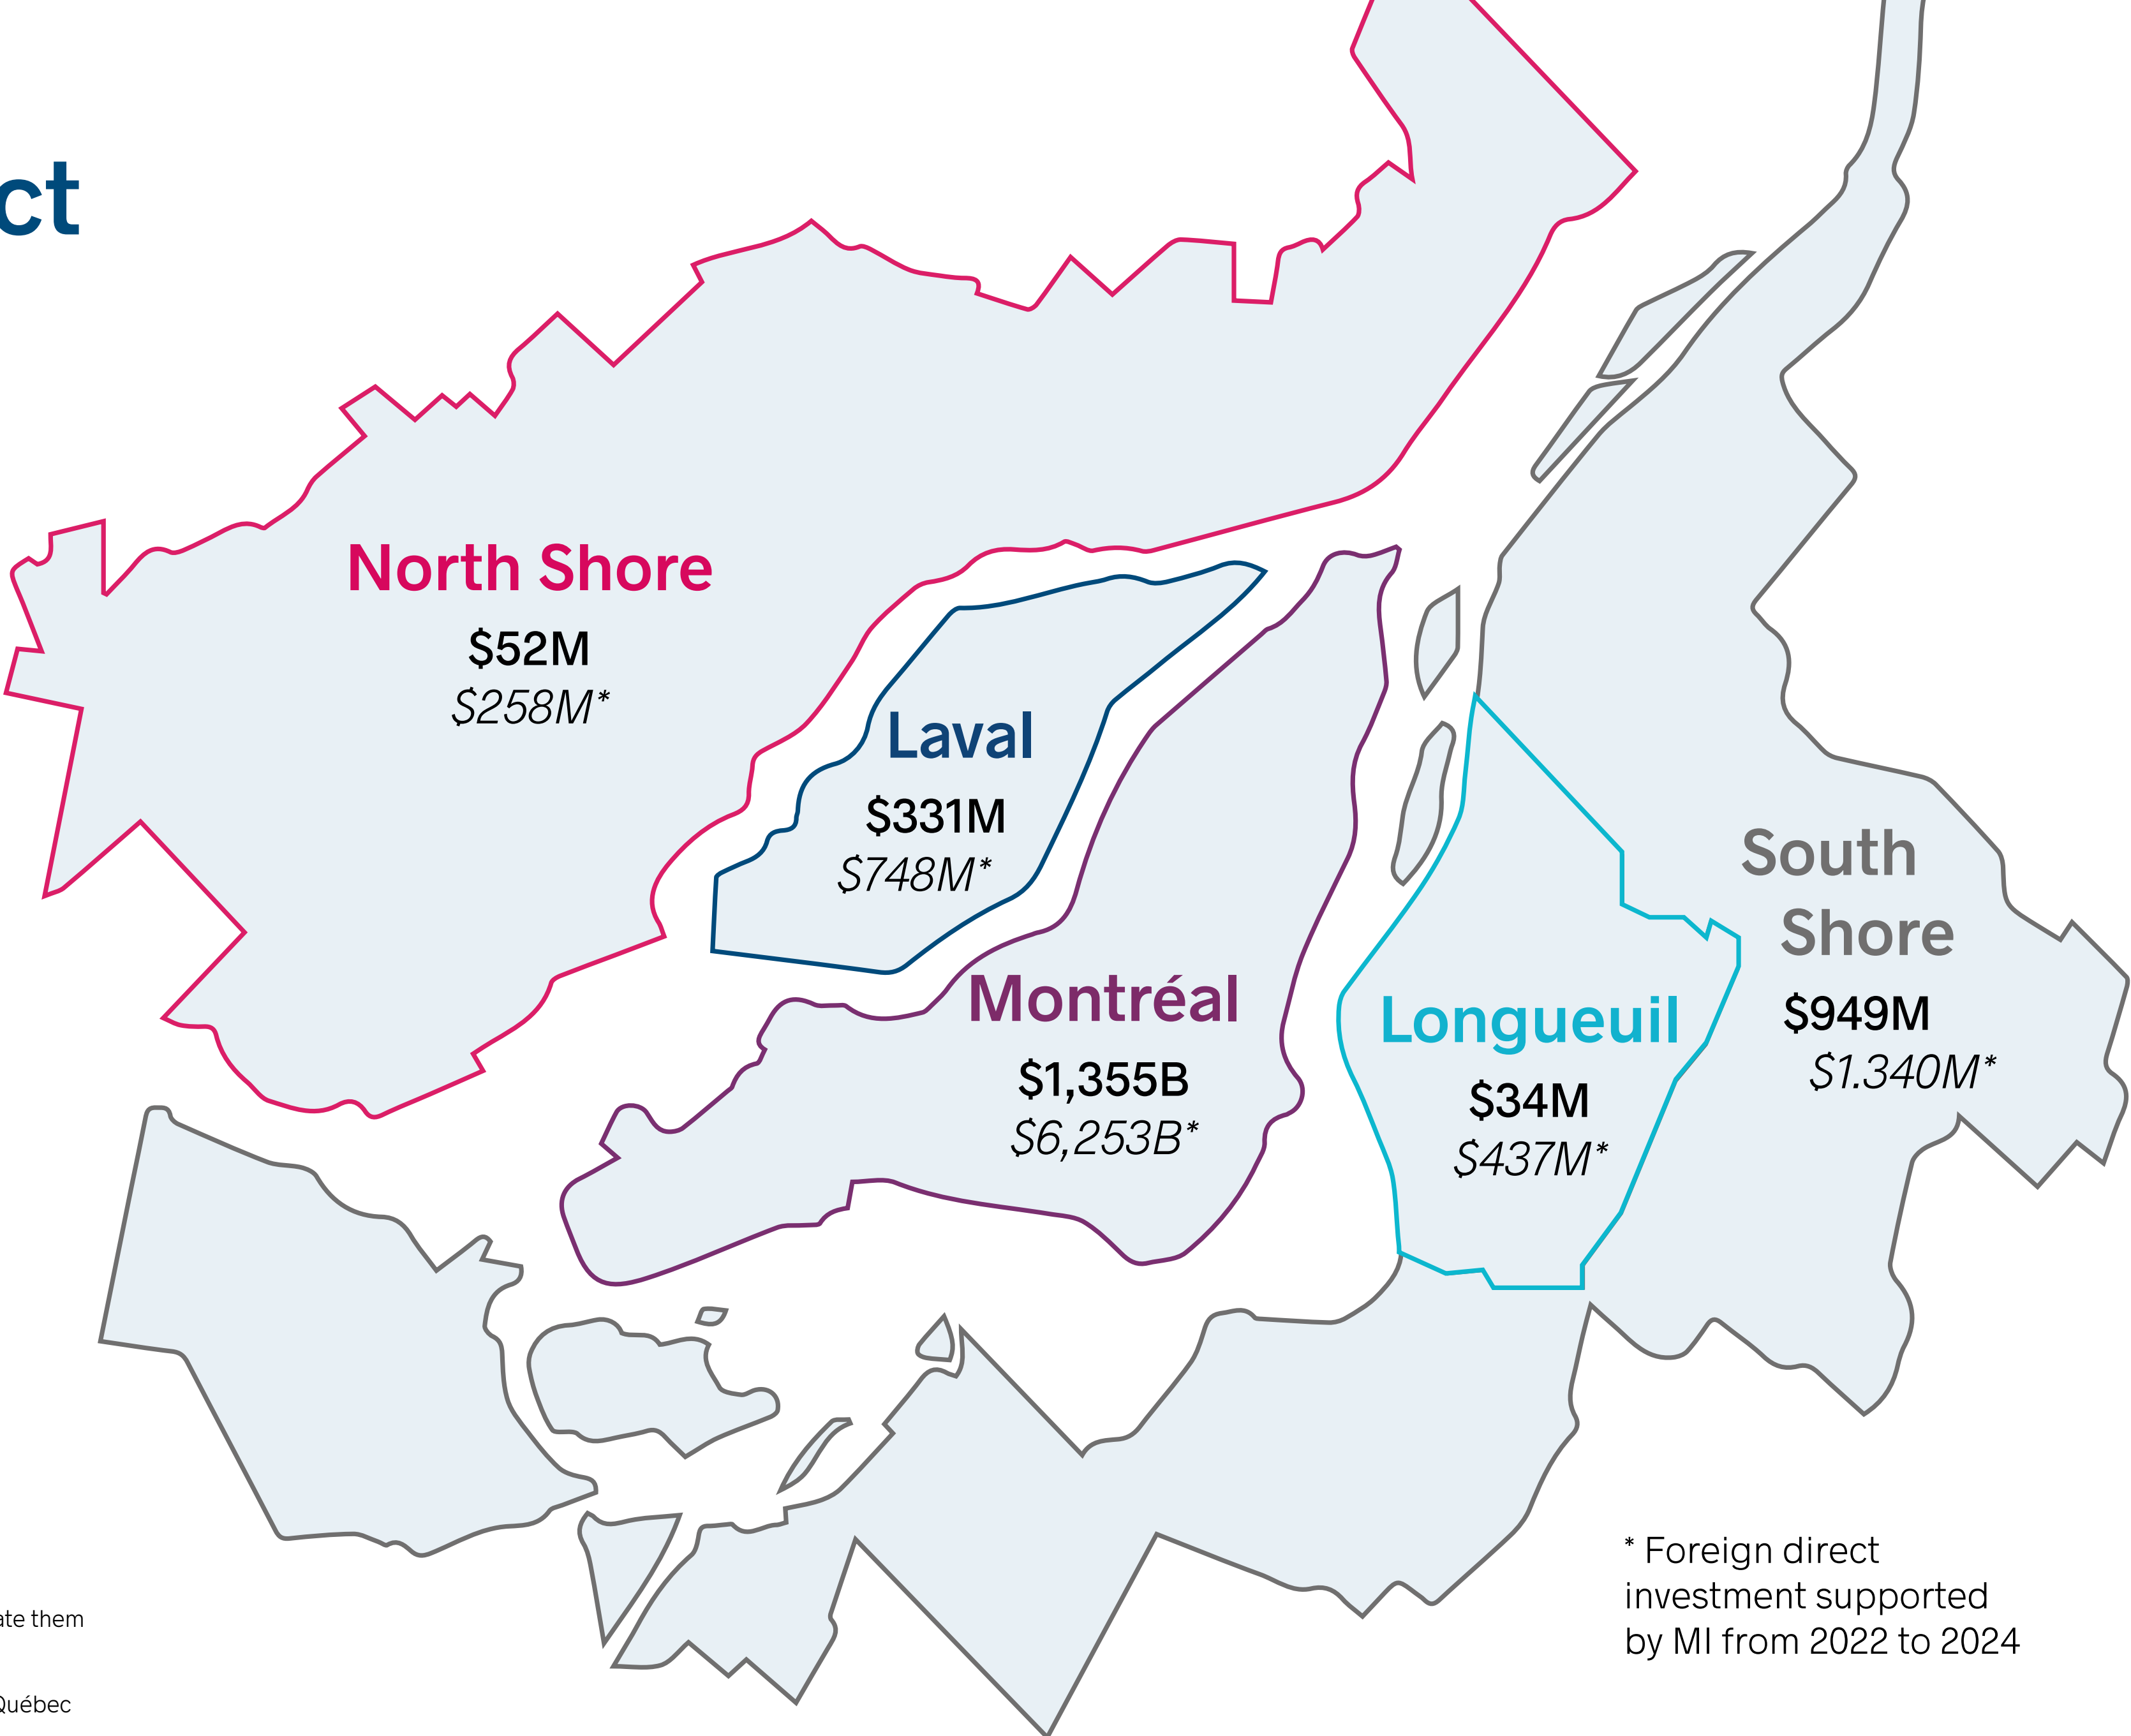 ct
North Shore
$52M
$258M*
Laval
$331M
$748M*
Montréal
$1,355B
$6,253B*
Longueuil
$34M
$437M*
South
Shore
$949M
$1.340M*
* Foreign direct
investment supported
by MI from 2022 to 2024
ate them
Québec